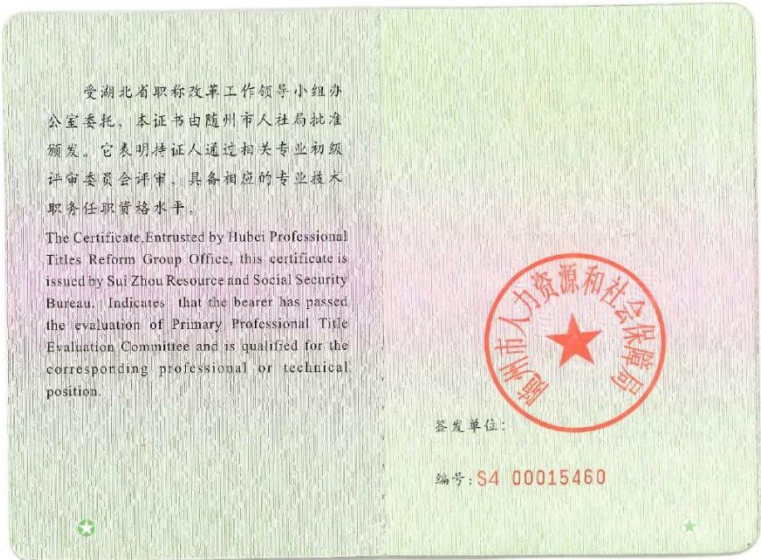 受湖北省职称改革工作领导小组办
公室委托，本证书由随州市人社局批准
颁发。它表明持证人通过相关专业初级
评审委员会评审，具备相应的专业技术
职务任职资格水平。
The Certificate,Entrusted by Hubei Professional
Titles Reform Group Office, this certificate is
issued by Sui Zhou Resource and Social Security
Bureau. Indicates that the bearer has passed
the evaluation of Primary Professional Title
Evaluation Committee and is qualified for the
corresponding professional or technical
position.
随州市人力资源和社会保障局
签发单位：
编号：S4 00015460